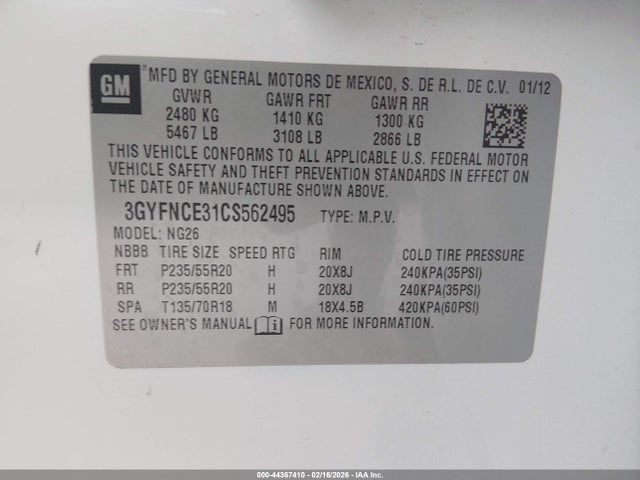 GM MFD BY GENERAL MOTORS DE MEXICO, S. DE R.L. DE C.V. 01/12
GVWR GAWR FRT GAWR RR
2480 KG 1410 KG 1300 KG
5467 LB 3108 LB 2866 LB
THIS VEHICLE CONFORMS TO ALL APPLICABLE U.S. FEDERAL MOTOR
VEHICLE SAFETY AND THEFT PREVENTION STANDARDS IN EFFECT ON
THE DATE OF MANUFACTURE SHOWN ABOVE.
3GYFNCE31CS562495 TYPE: M.P.V.
MODEL: NG26
NBBB TIRE SIZE SPEED RTG RIM COLD TIRE PRESSURE
FRT P235/55R20 H 20X8J 240KPA(35PSI)
RR P235/55R20 H 20X8J 240KPA(35PSI)
SPA T135/70R18 M 18X4.5B 420KPA(60PSI)
SEE OWNER'S MANUAL FOR MORE INFORMATION.
000-44367410 - 02/16/2026 - IAA Inc.